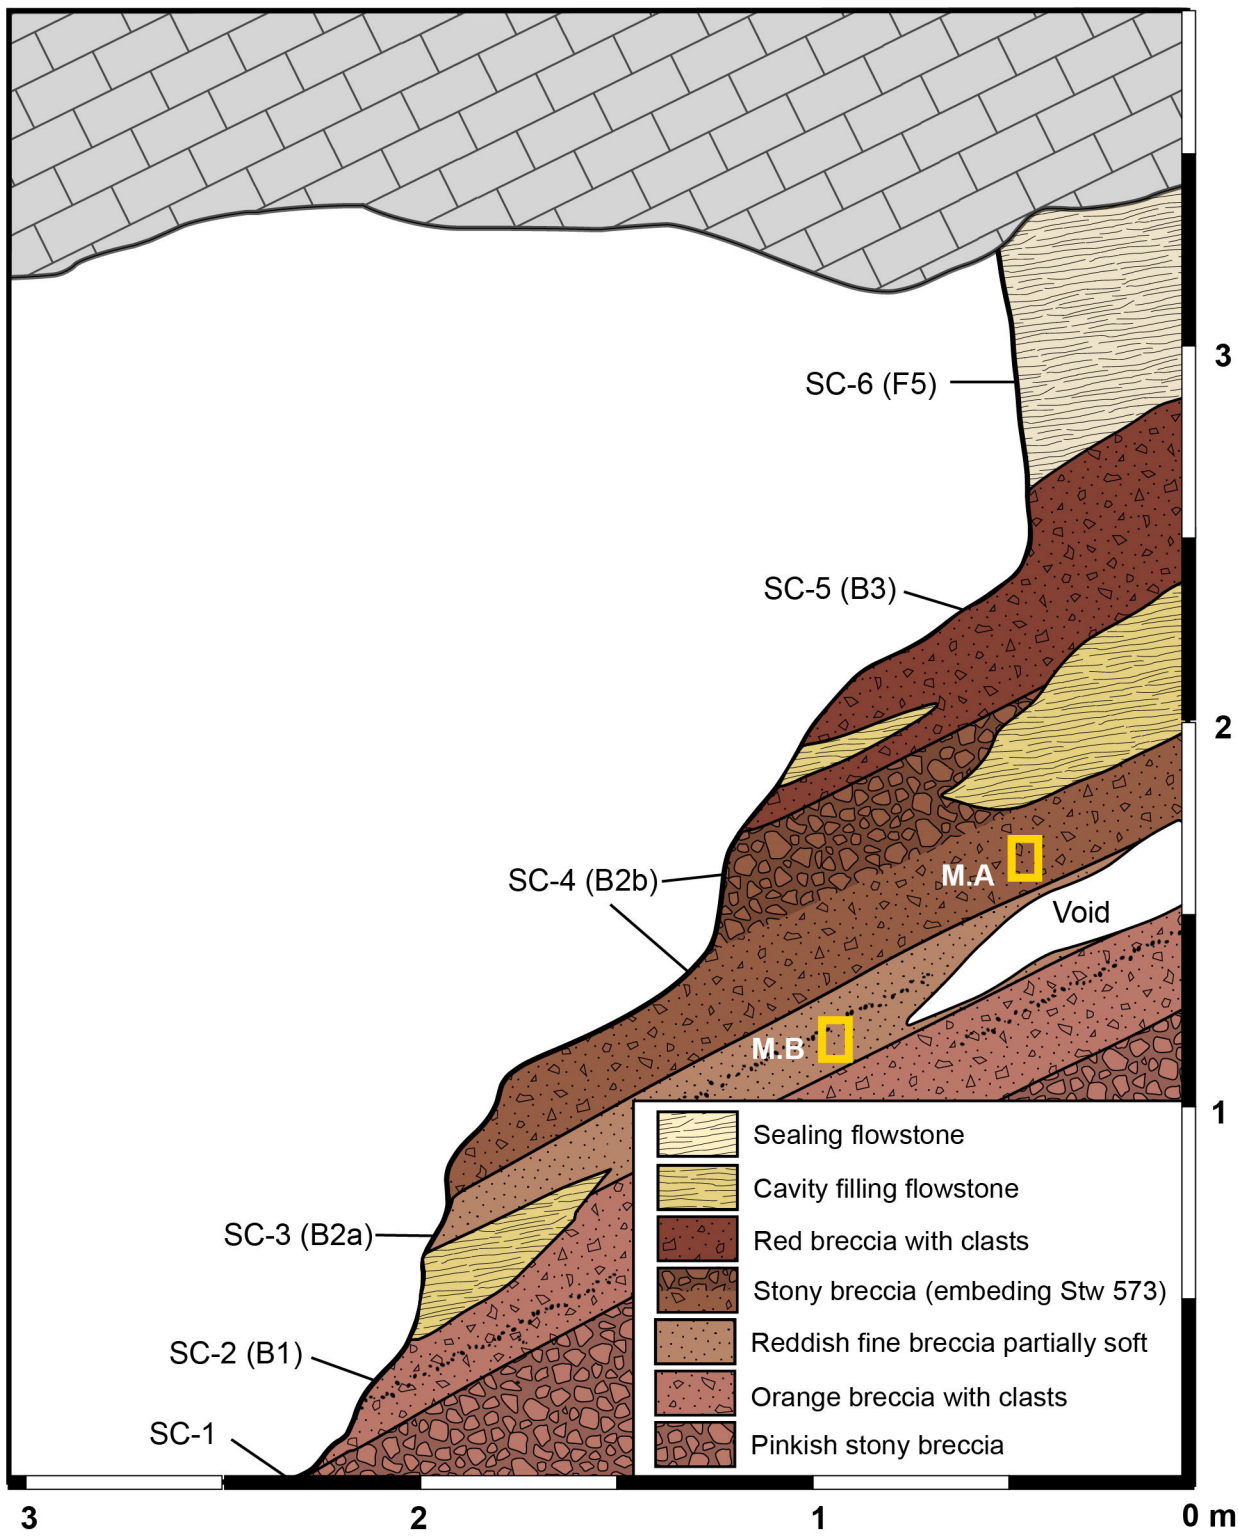 3
SC-6 (F5)
SC-5 (B3)
2
M.A
SC-4 (B2b)
Void
M.B
1
Sealing flowstone
Cavity filling flowstone
Red breccia with clasts
SC-3 (B2a)
Stony breccia (embeding Stw 573)
Reddish fine breccia partially soft
SC-2 (B1)
Orange breccia with clasts
SC-1
Pinkish stony breccia
3 2 1 0 m